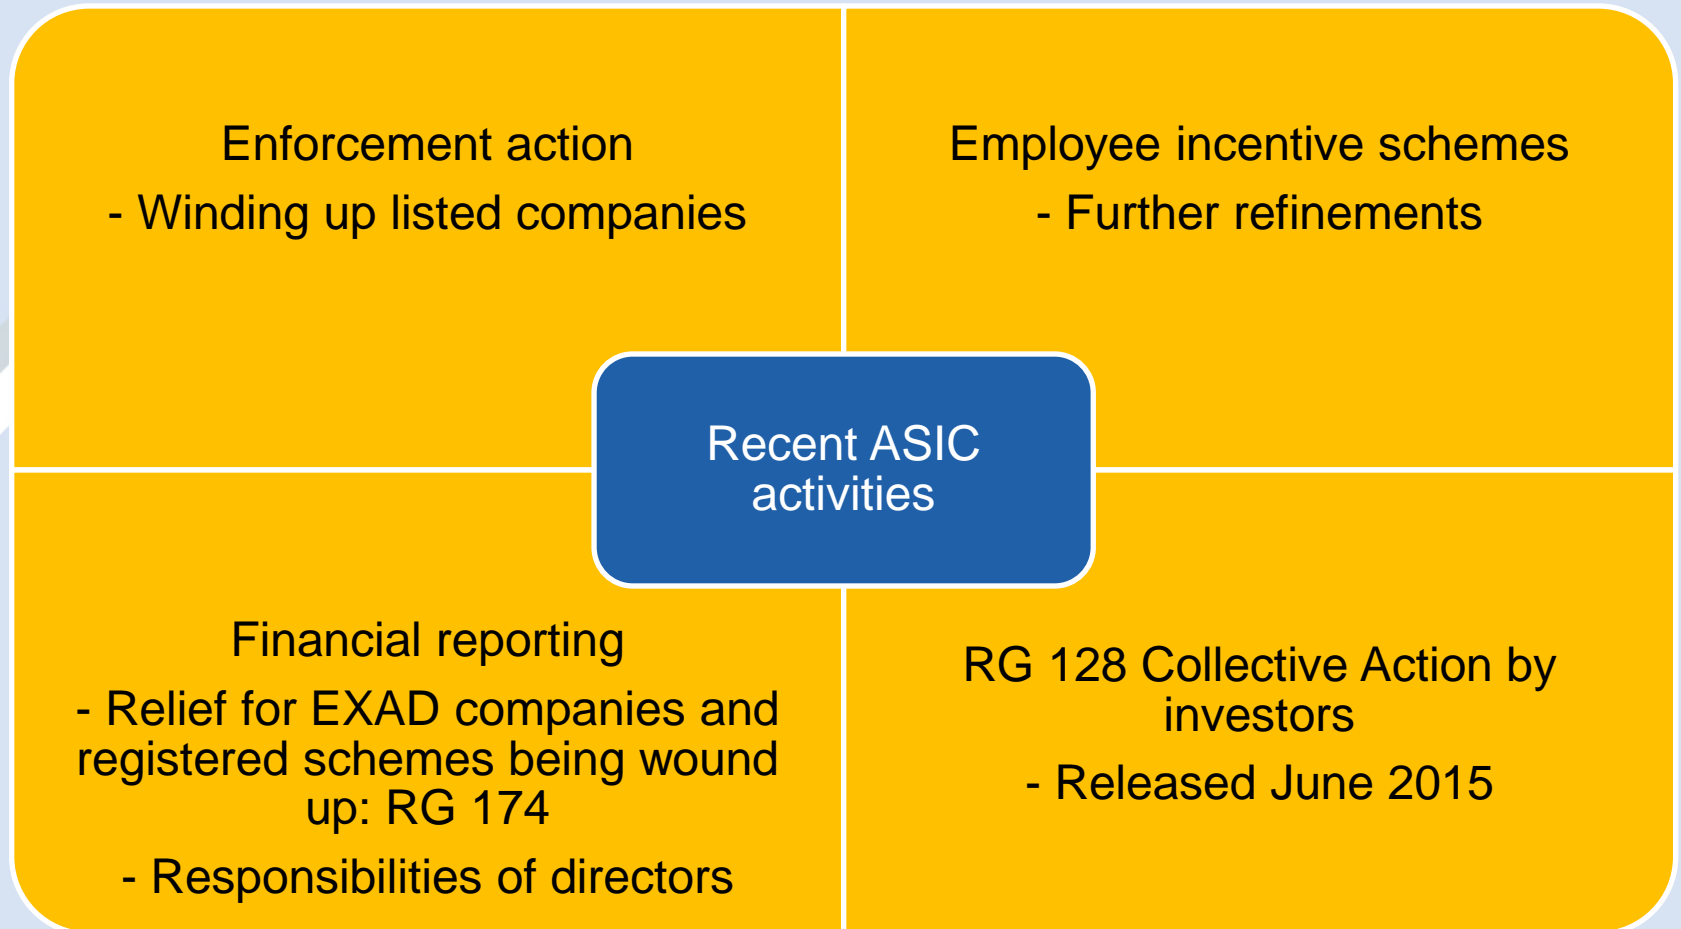 Enforcement action
- Winding up listed companies
Employee incentive schemes
- Further refinements
Recent ASIC
activities
Financial reporting
- Relief for EXAD companies and
registered schemes being wound
up: RG 174
- Responsibilities of directors
RG 128 Collective Action by
investors
- Released June 2015